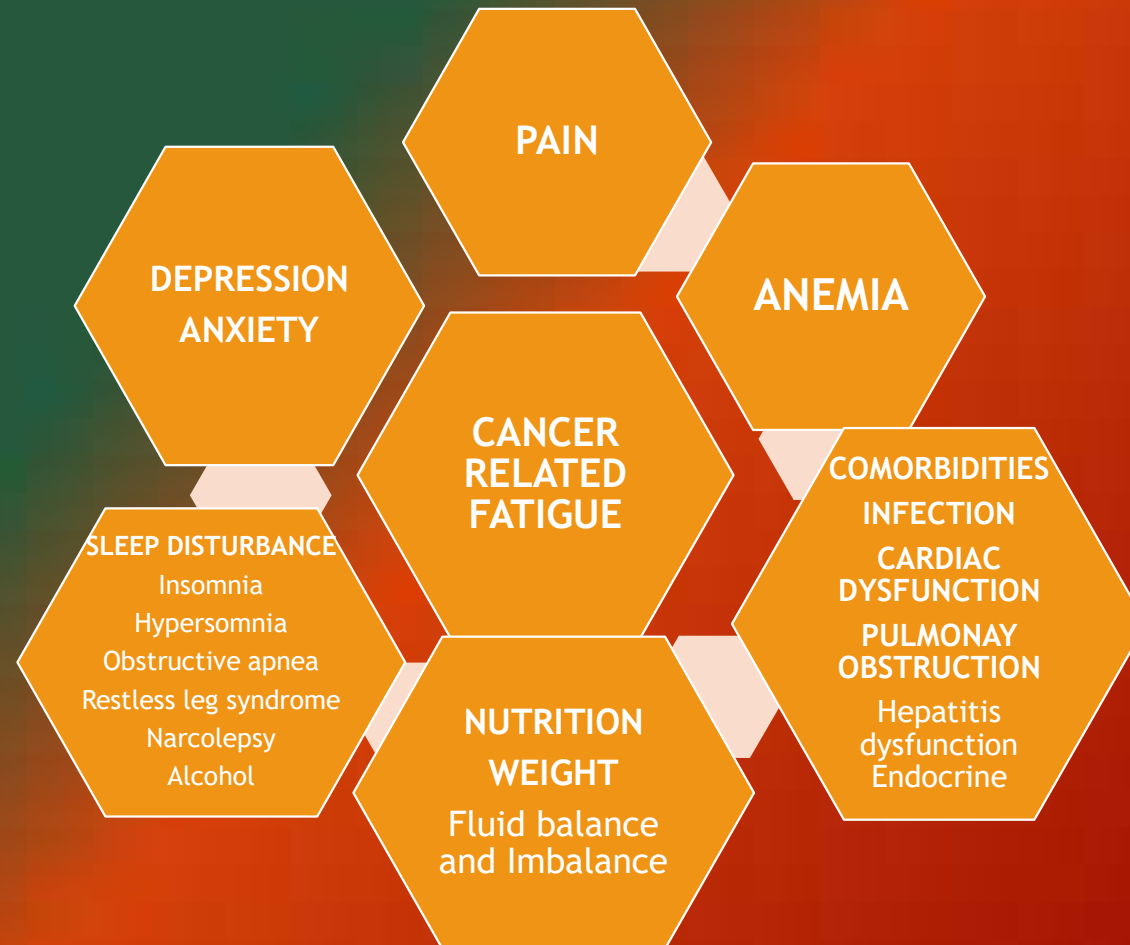 PAIN
DEPRESSION
ANXIETY
ANEMIA
CANCER
RELATED
FATIGUE
COMORBIDITIES
INFECTION
CARDIAC
DYSFUNCTION
PULMONAY
OBSTRUCTION
Hepatitis
dysfunction
Endocrine
SLEEP DISTURBANCE
Insomnia
Hypersomnia
Obstructive apnea
Restless leg syndrome
Narcolepsy
Alcohol
NUTRITION
WEIGHT
Fluid balance
and Imbalance